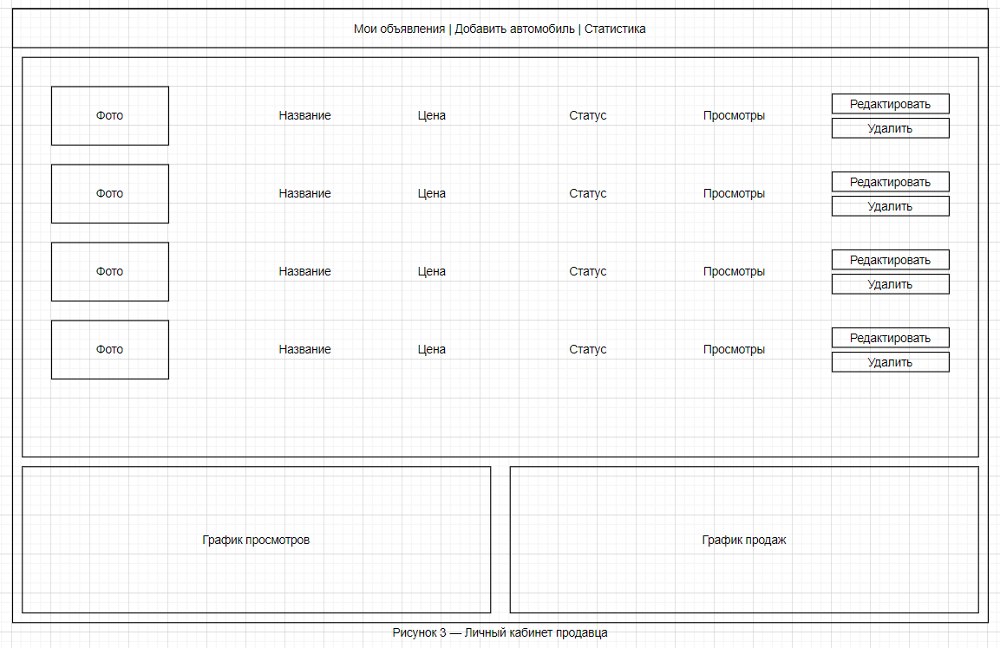 Мои объявления | Добавить автомобиль | Статистика
Фото Название Цена Статус Просмотры Редактировать
Удалить
Фото Название Цена Статус Просмотры Редактировать
Удалить
Фото Название Цена Статус Просмотры Редактировать
Удалить
Фото Название Цена Статус Просмотры Редактировать
Удалить
График просмотров График продаж
Рисунок 3 — Личный кабинет продавца